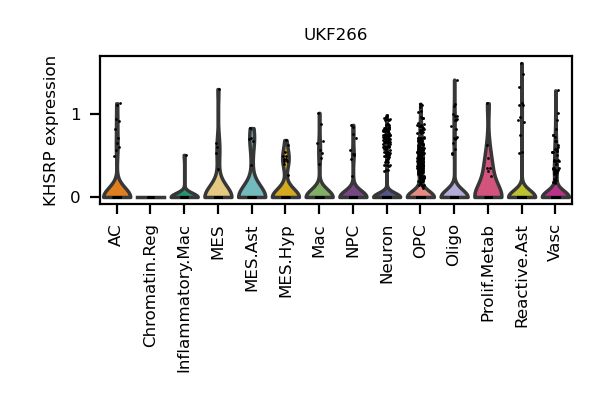 UKF266
KHSRP expression
1
0
AC
Chromatin.Reg
Inflammatory.Mac
MES
MES.Ast
MES.Hyp
Mac
NPC
Neuron
OPC
Oligo
Prolif.Metab
Reactive.Ast
Vasc